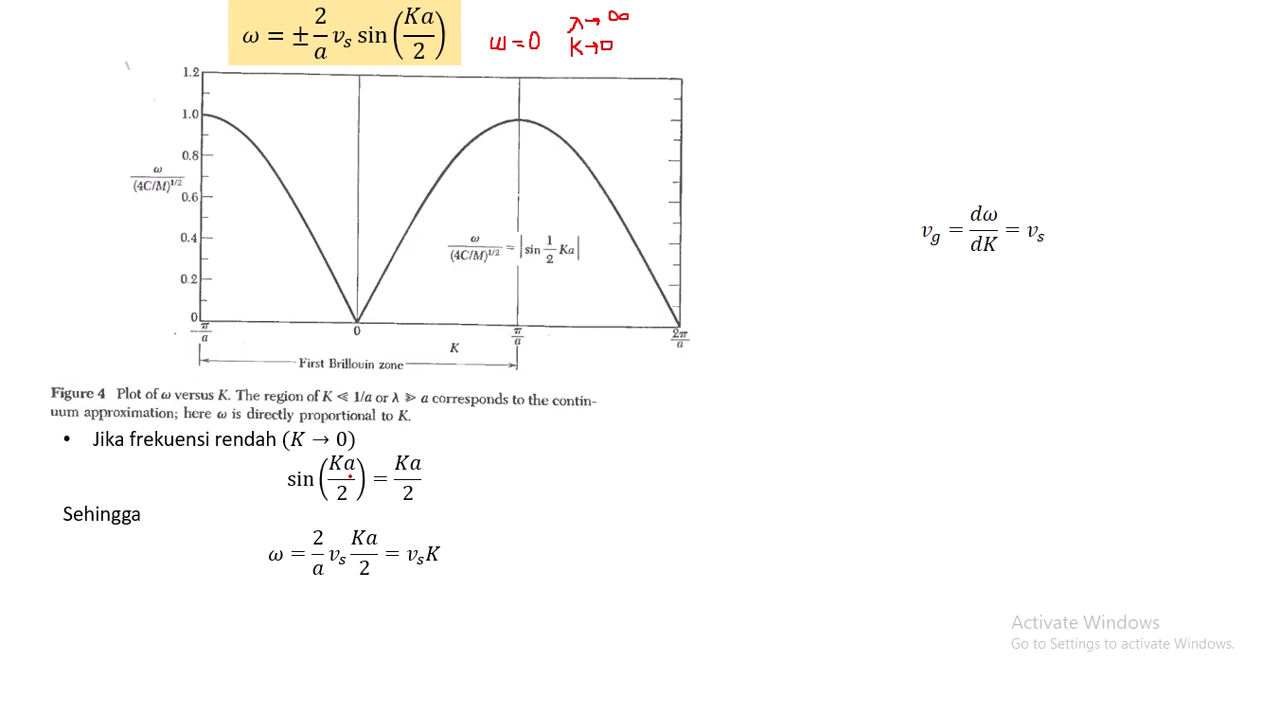 ω = ± 2/a v_s sin(Ka/2)
ω = 0
λ → ∞
K → 0
1.2
1.0
0.8
ω/(4C/M)^1/2
0.6
0.4
0.2
0
ω/(4C/M)^1/2 = |sin 1/2 Ka|
-π/a
0
π/a
2π/a
K
First Brillouin zone
Figure 4 Plot of ω versus K. The region of K ≪ 1/a or λ ≫ a corresponds to the contin-
uum approximation; here ω is directly proportional to K.
• Jika frekuensi rendah (K → 0)
sin(Ka/2) = Ka/2
Sehingga
ω = 2/a v_s Ka/2 = v_s K
v_g = dω/dK = v_s
Activate Windows
Go to Settings to activate Windows.